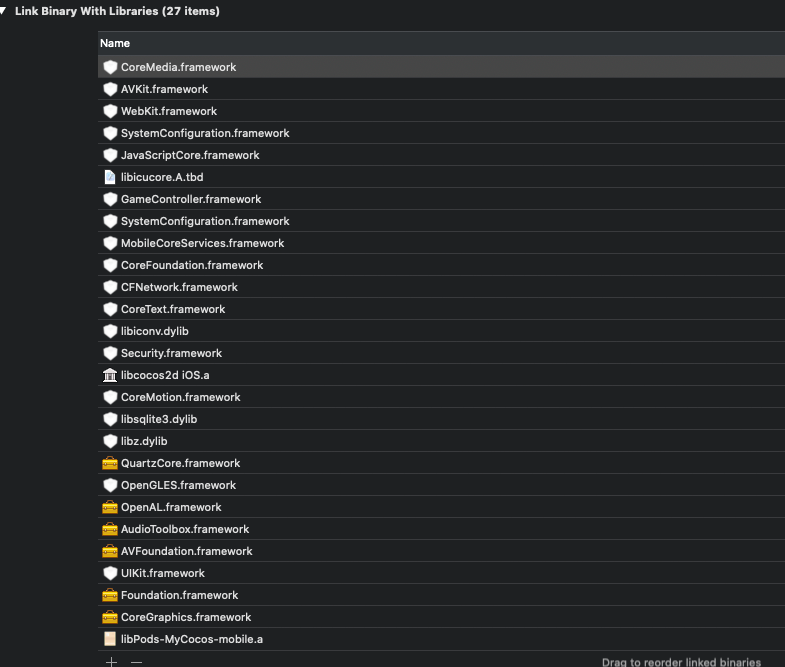 Link Binary With Libraries (27 items)
Name
CoreMedia.framework
AVKit.framework
WebKit.framework
SystemConfiguration.framework
JavaScriptCore.framework
libicucore.A.tbd
GameController.framework
SystemConfiguration.framework
MobileCoreServices.framework
CoreFoundation.framework
CFNetwork.framework
CoreText.framework
libiconv.dylib
Security.framework
libcocos2d iOS.a
CoreMotion.framework
libsqlite3.dylib
libz.dylib
QuartzCore.framework
OpenGLES.framework
OpenAL.framework
AudioToolbox.framework
AVFoundation.framework
UIKit.framework
Foundation.framework
CoreGraphics.framework
libPods-MyCocos-mobile.a
Drag to reorder linked binaries